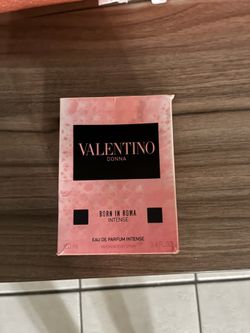 VALENTINO
DONNA
BORN IN ROMA
INTENSE
EAU DE PARFUM INTENSE